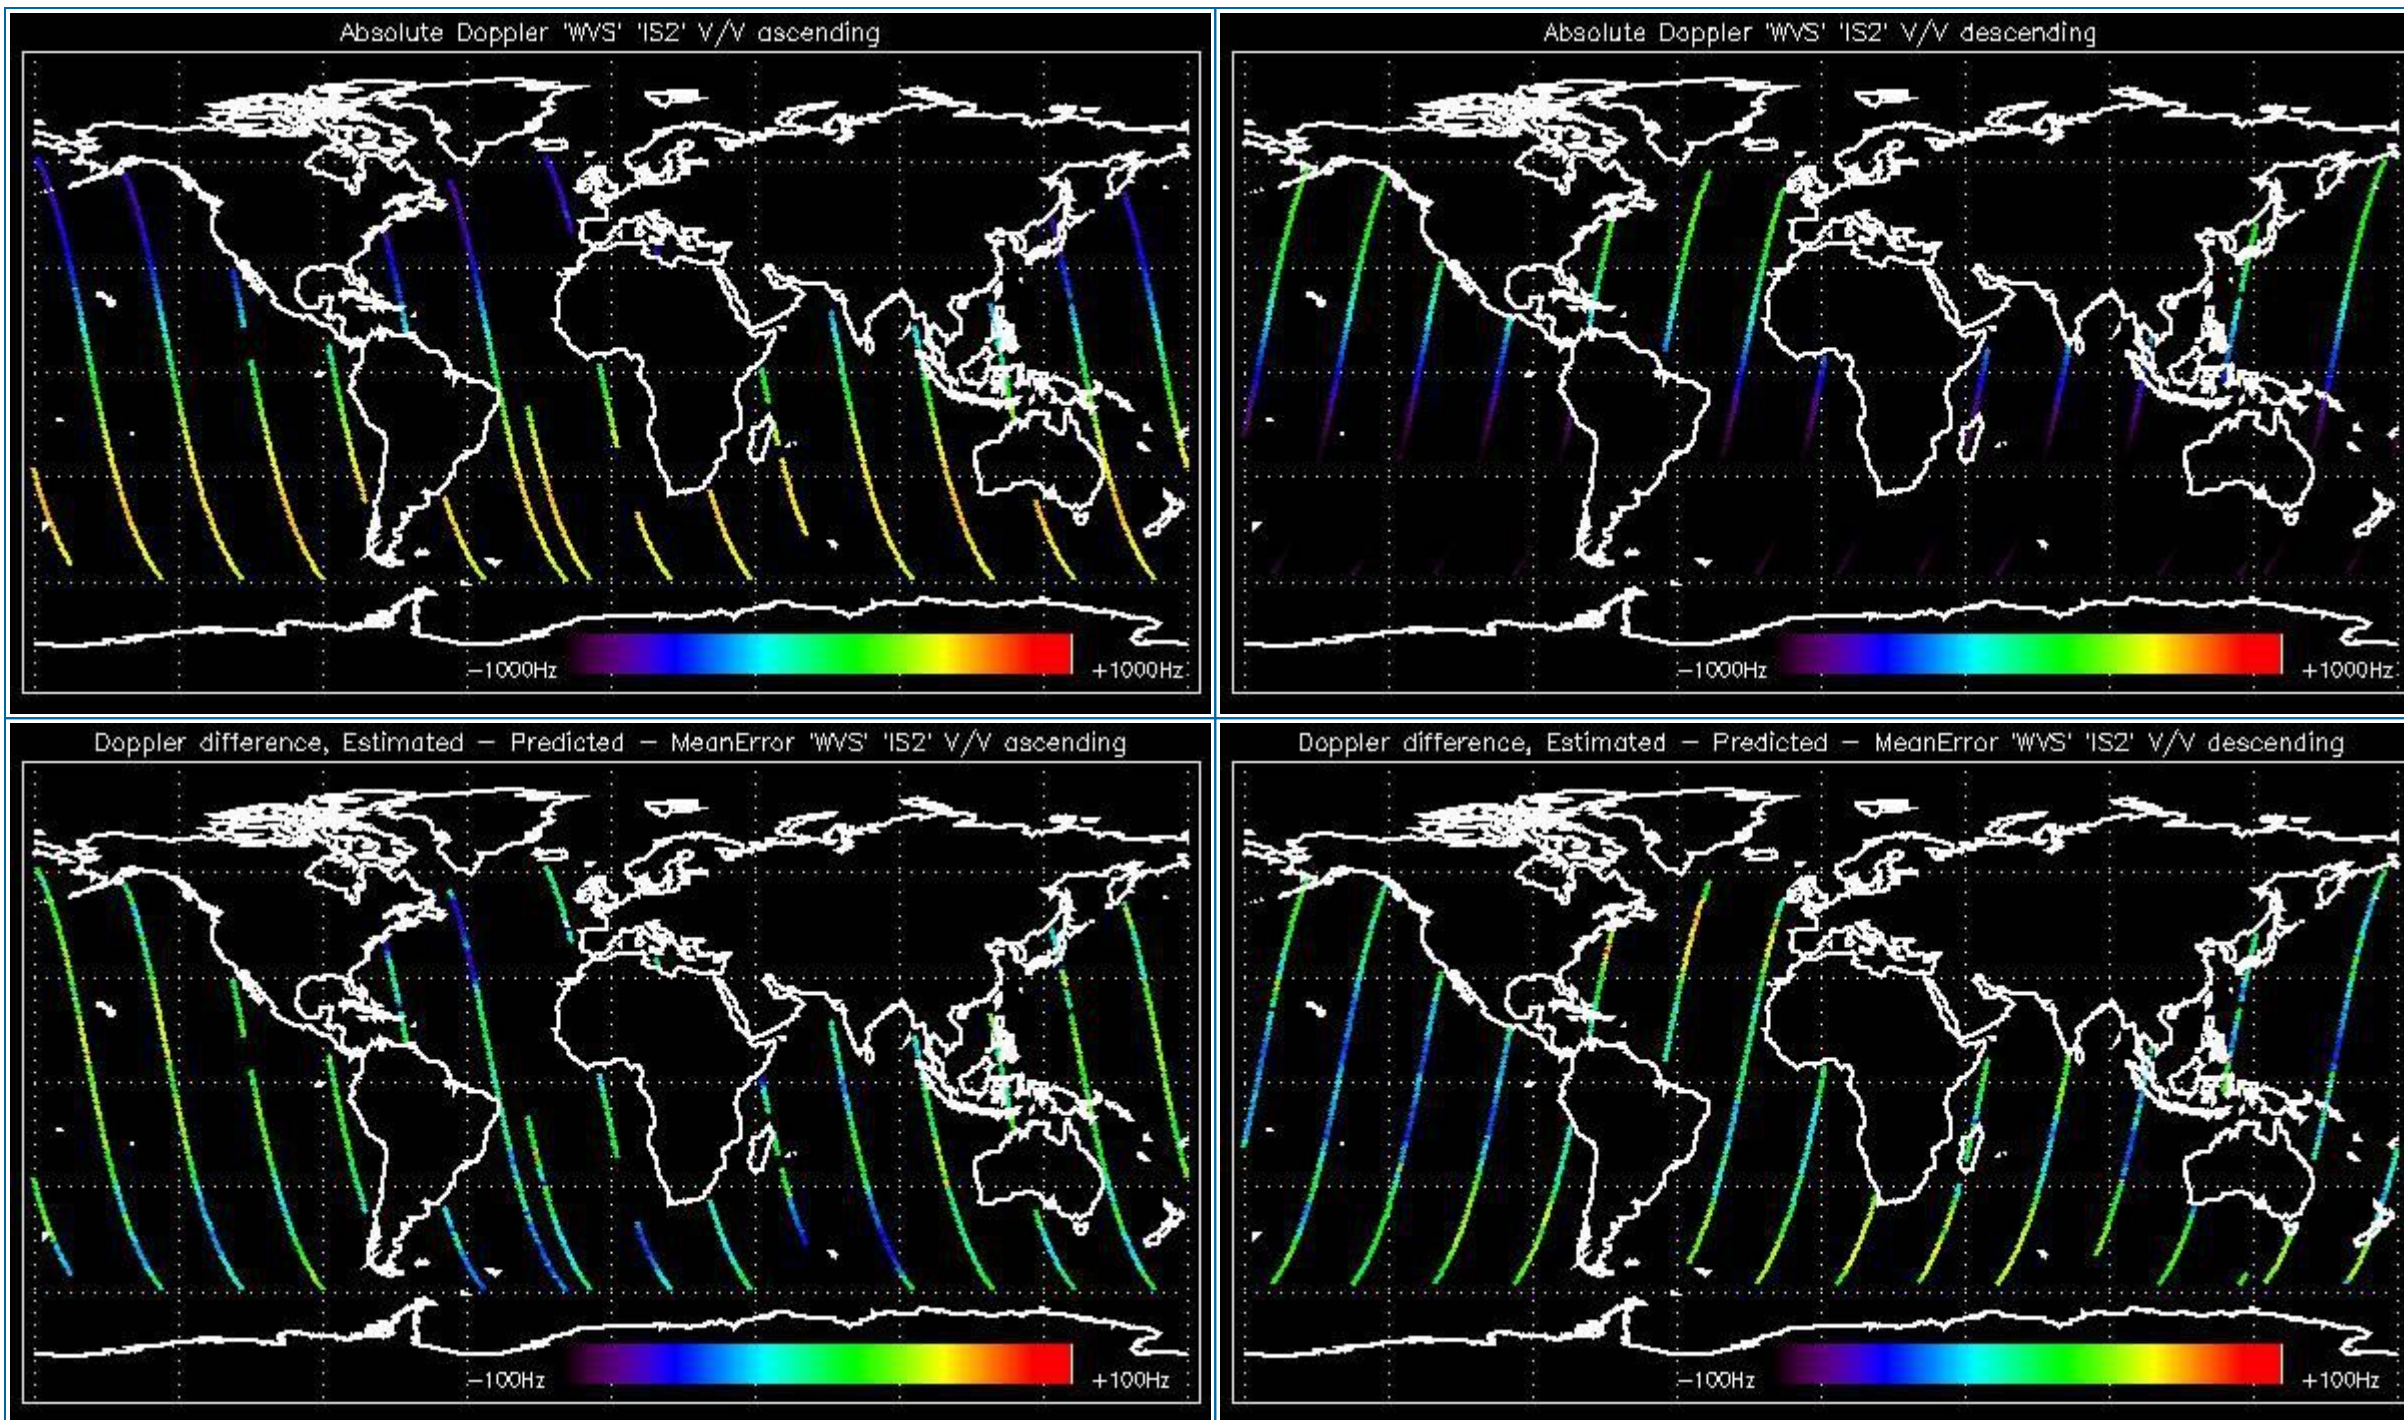 Absolute Doppler 'WVS' 'IS2' V/V ascending
-1000Hz
+1000Hz
Absolute Doppler 'WVS' 'IS2' V/V descending
-1000Hz
+1000Hz
Doppler difference, Estimated - Predicted - MeanError 'WVS' 'IS2' V/V ascending
-100Hz
+100Hz
Doppler difference, Estimated - Predicted - MeanError 'WVS' 'IS2' V/V descending
-100Hz
+100Hz